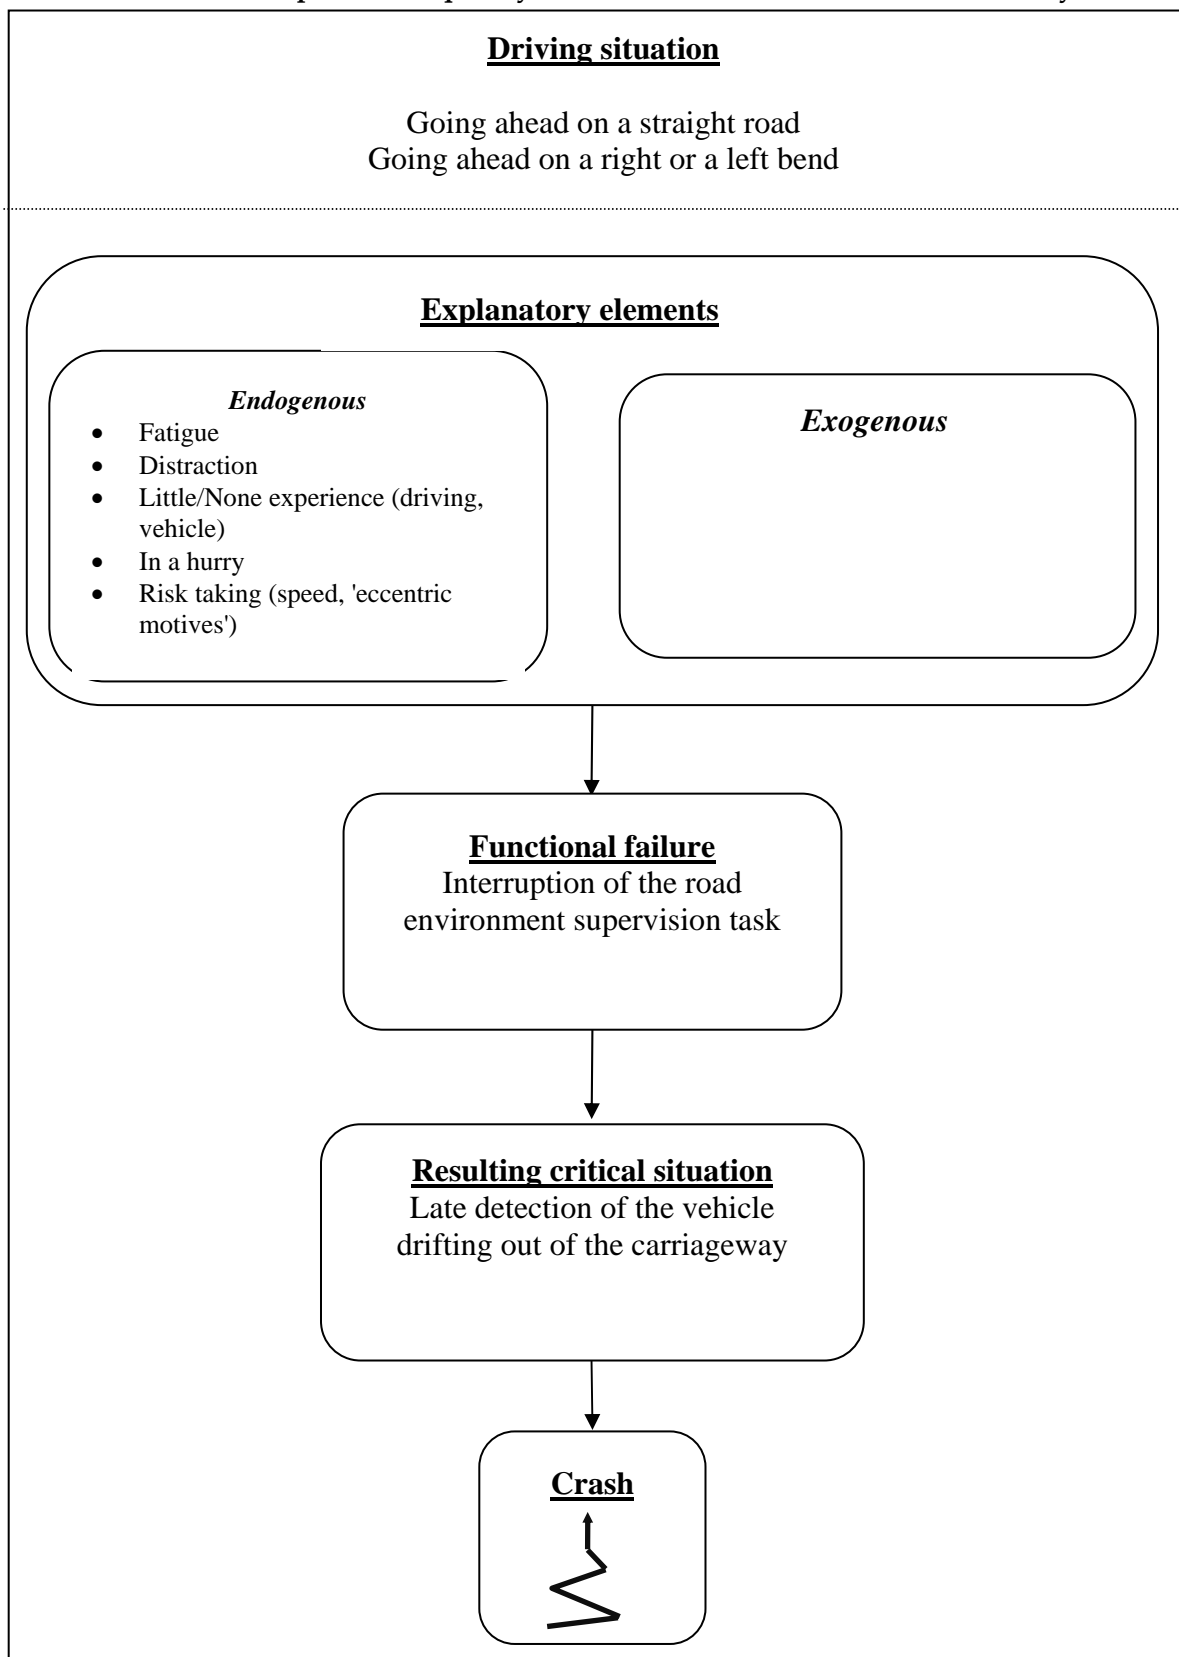 Driving situation
Going ahead on a straight road
Going ahead on a right or a left bend
Explanatory elements
Endogenous
• Fatigue
• Distraction
• Little/None experience (driving,
vehicle)
• In a hurry
• Risk taking (speed, 'eccentric
motives')
Exogenous
Functional failure
Interruption of the road
environment supervision task
Resulting critical situation
Late detection of the vehicle
drifting out of the carriageway
Crash